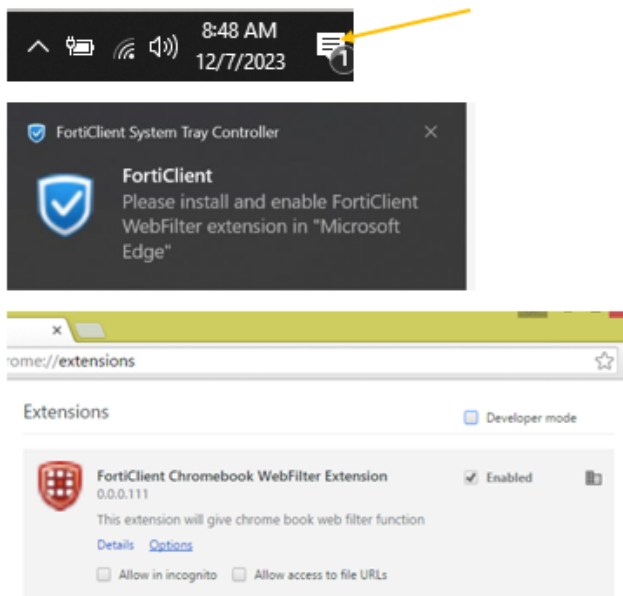 8:48 AM
12/7/2023
1
FortiClient System Tray Controller
FortiClient
Please install and enable FortiClient
WebFilter extension in "Microsoft
Edge"
rome://extensions
Extensions
Developer mode
FortiClient Chromebook WebFilter Extension
Enabled
0.0.0.111
This extension will give chrome book web filter function
Details Options
Allow in incognito Allow access to file URLs